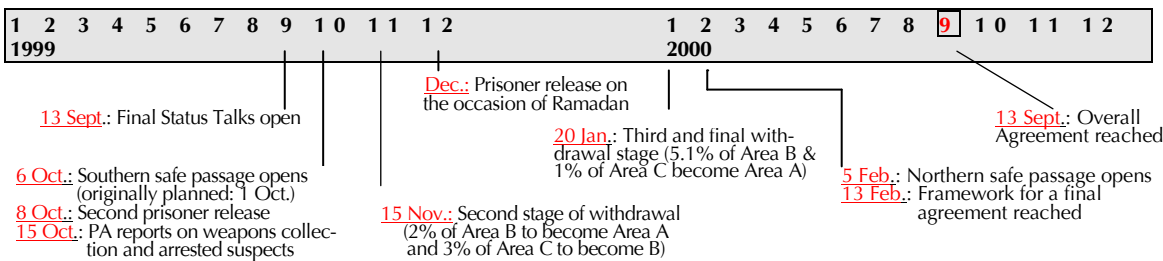 1 2 3 4 5 6 7 8 9 10 11 12 1 2 3 4 5 6 7 8 9 10 11 12
1999 2000
13 Sept.: Final Status Talks open
6 Oct.: Southern safe passage opens
(originally planned: 1 Oct.)
8 Oct.: Second prisoner release
15 Oct.: PA reports on weapons collec-
tion and arrested suspects
Dec.: Prisoner release on
the occasion of Ramadan
15 Nov.: Second stage of withdrawal
(2% of Area B to become Area A
and 3% of Area C to become B)
20 Jan.: Third and final with-
drawal stage (5.1% of Area B &
1% of Area C become Area A)
5 Feb.: Northern safe passage opens
13 Feb.: Framework for a final
agreement reached
13 Sept.: Overall
Agreement reached